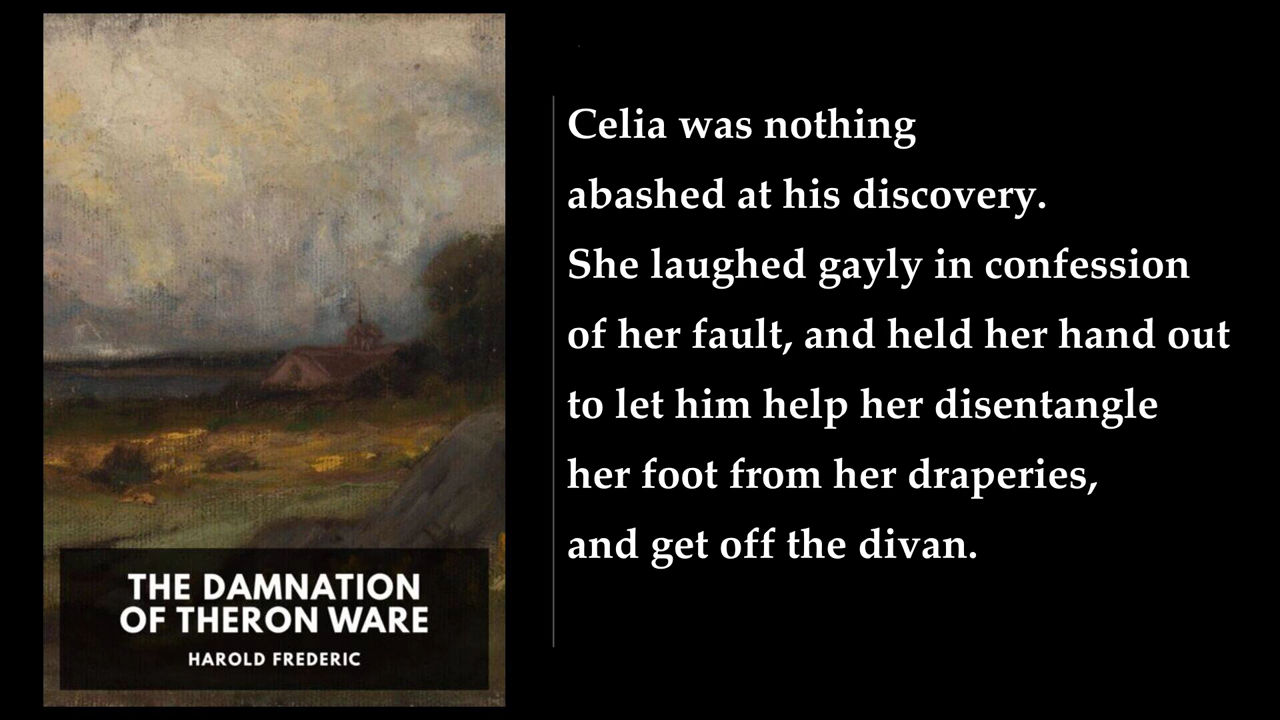 Celia was nothing
abashed at his discovery.
She laughed gayly in confession
of her fault, and held her hand out
to let him help her disentangle
her foot from her draperies,
and get off the divan.
THE DAMNATION
OF THERON WARE
HAROLD FREDERIC